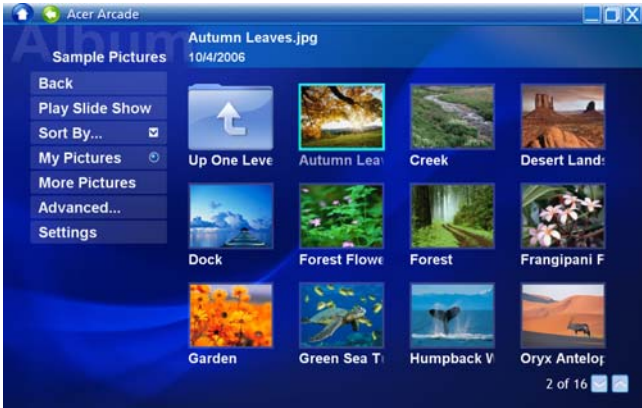 Acer Arcade
Album
Autumn Leaves.jpg
Sample Pictures
10/4/2006
Back
Play Slide Show
Sort By...
My Pictures
More Pictures
Advanced...
Settings
Up One Leve
Autumn Leav
Creek
Desert Lands
Dock
Forest Flowe
Forest
Frangipani F
Garden
Green Sea T
Humpback W
Oryx Antelop
2 of 16